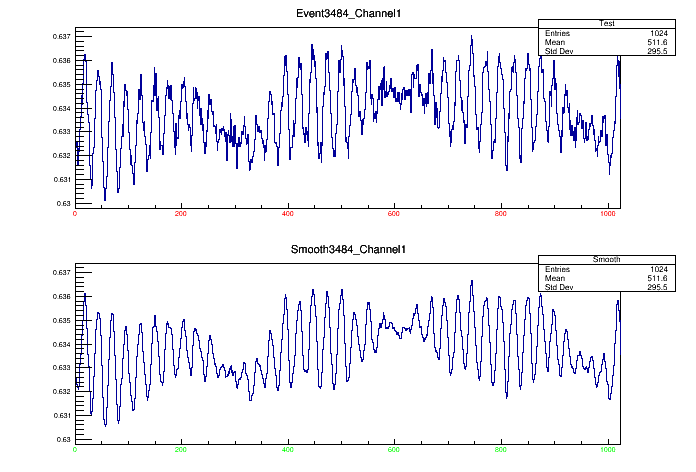 Event3484_Channel1
Test
Entries 1024
Mean 511.6
Std Dev 295.5
0.637
0.636
0.635
0.634
0.633
0.632
0.631
0.63
0 200 400 600 800 1000
Smooth3484_Channel1
Smooth
Entries 1024
Mean 511.6
Std Dev 295.5
0.637
0.636
0.635
0.634
0.633
0.632
0.631
0.63
0 200 400 600 800 1000